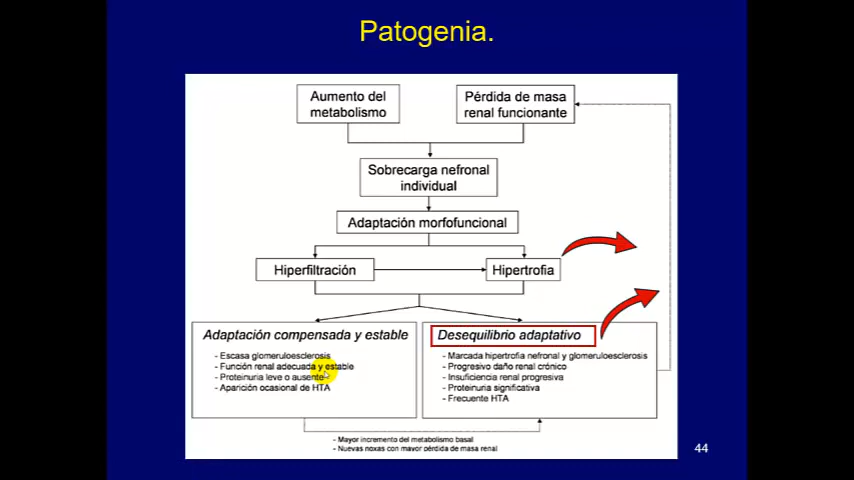 Patogenia.
Aumento del
metabolismo
Pérdida de masa
renal funcionante
Sobrecarga nefronal
individual
Adaptación morfofuncional
Hiperfiltración
Hipertrofia
Adaptación compensada y estable
- Escasa glomeruloesclerosis
- Función renal adecuada y estable
- Proteinuria leve o ausente
- Aparición ocasional de HTA
Desequilibrio adaptativo
- Marcada hipertrofia nefronal y glomeruloesclerosis
- Progresivo daño renal crónico
- Insuficiencia renal progresiva
- Proteinuria significativa
- Frecuente HTA
- Mayor incremento del metabolismo basal
- Nuevas noxas con mayor pérdida de masa renal
44